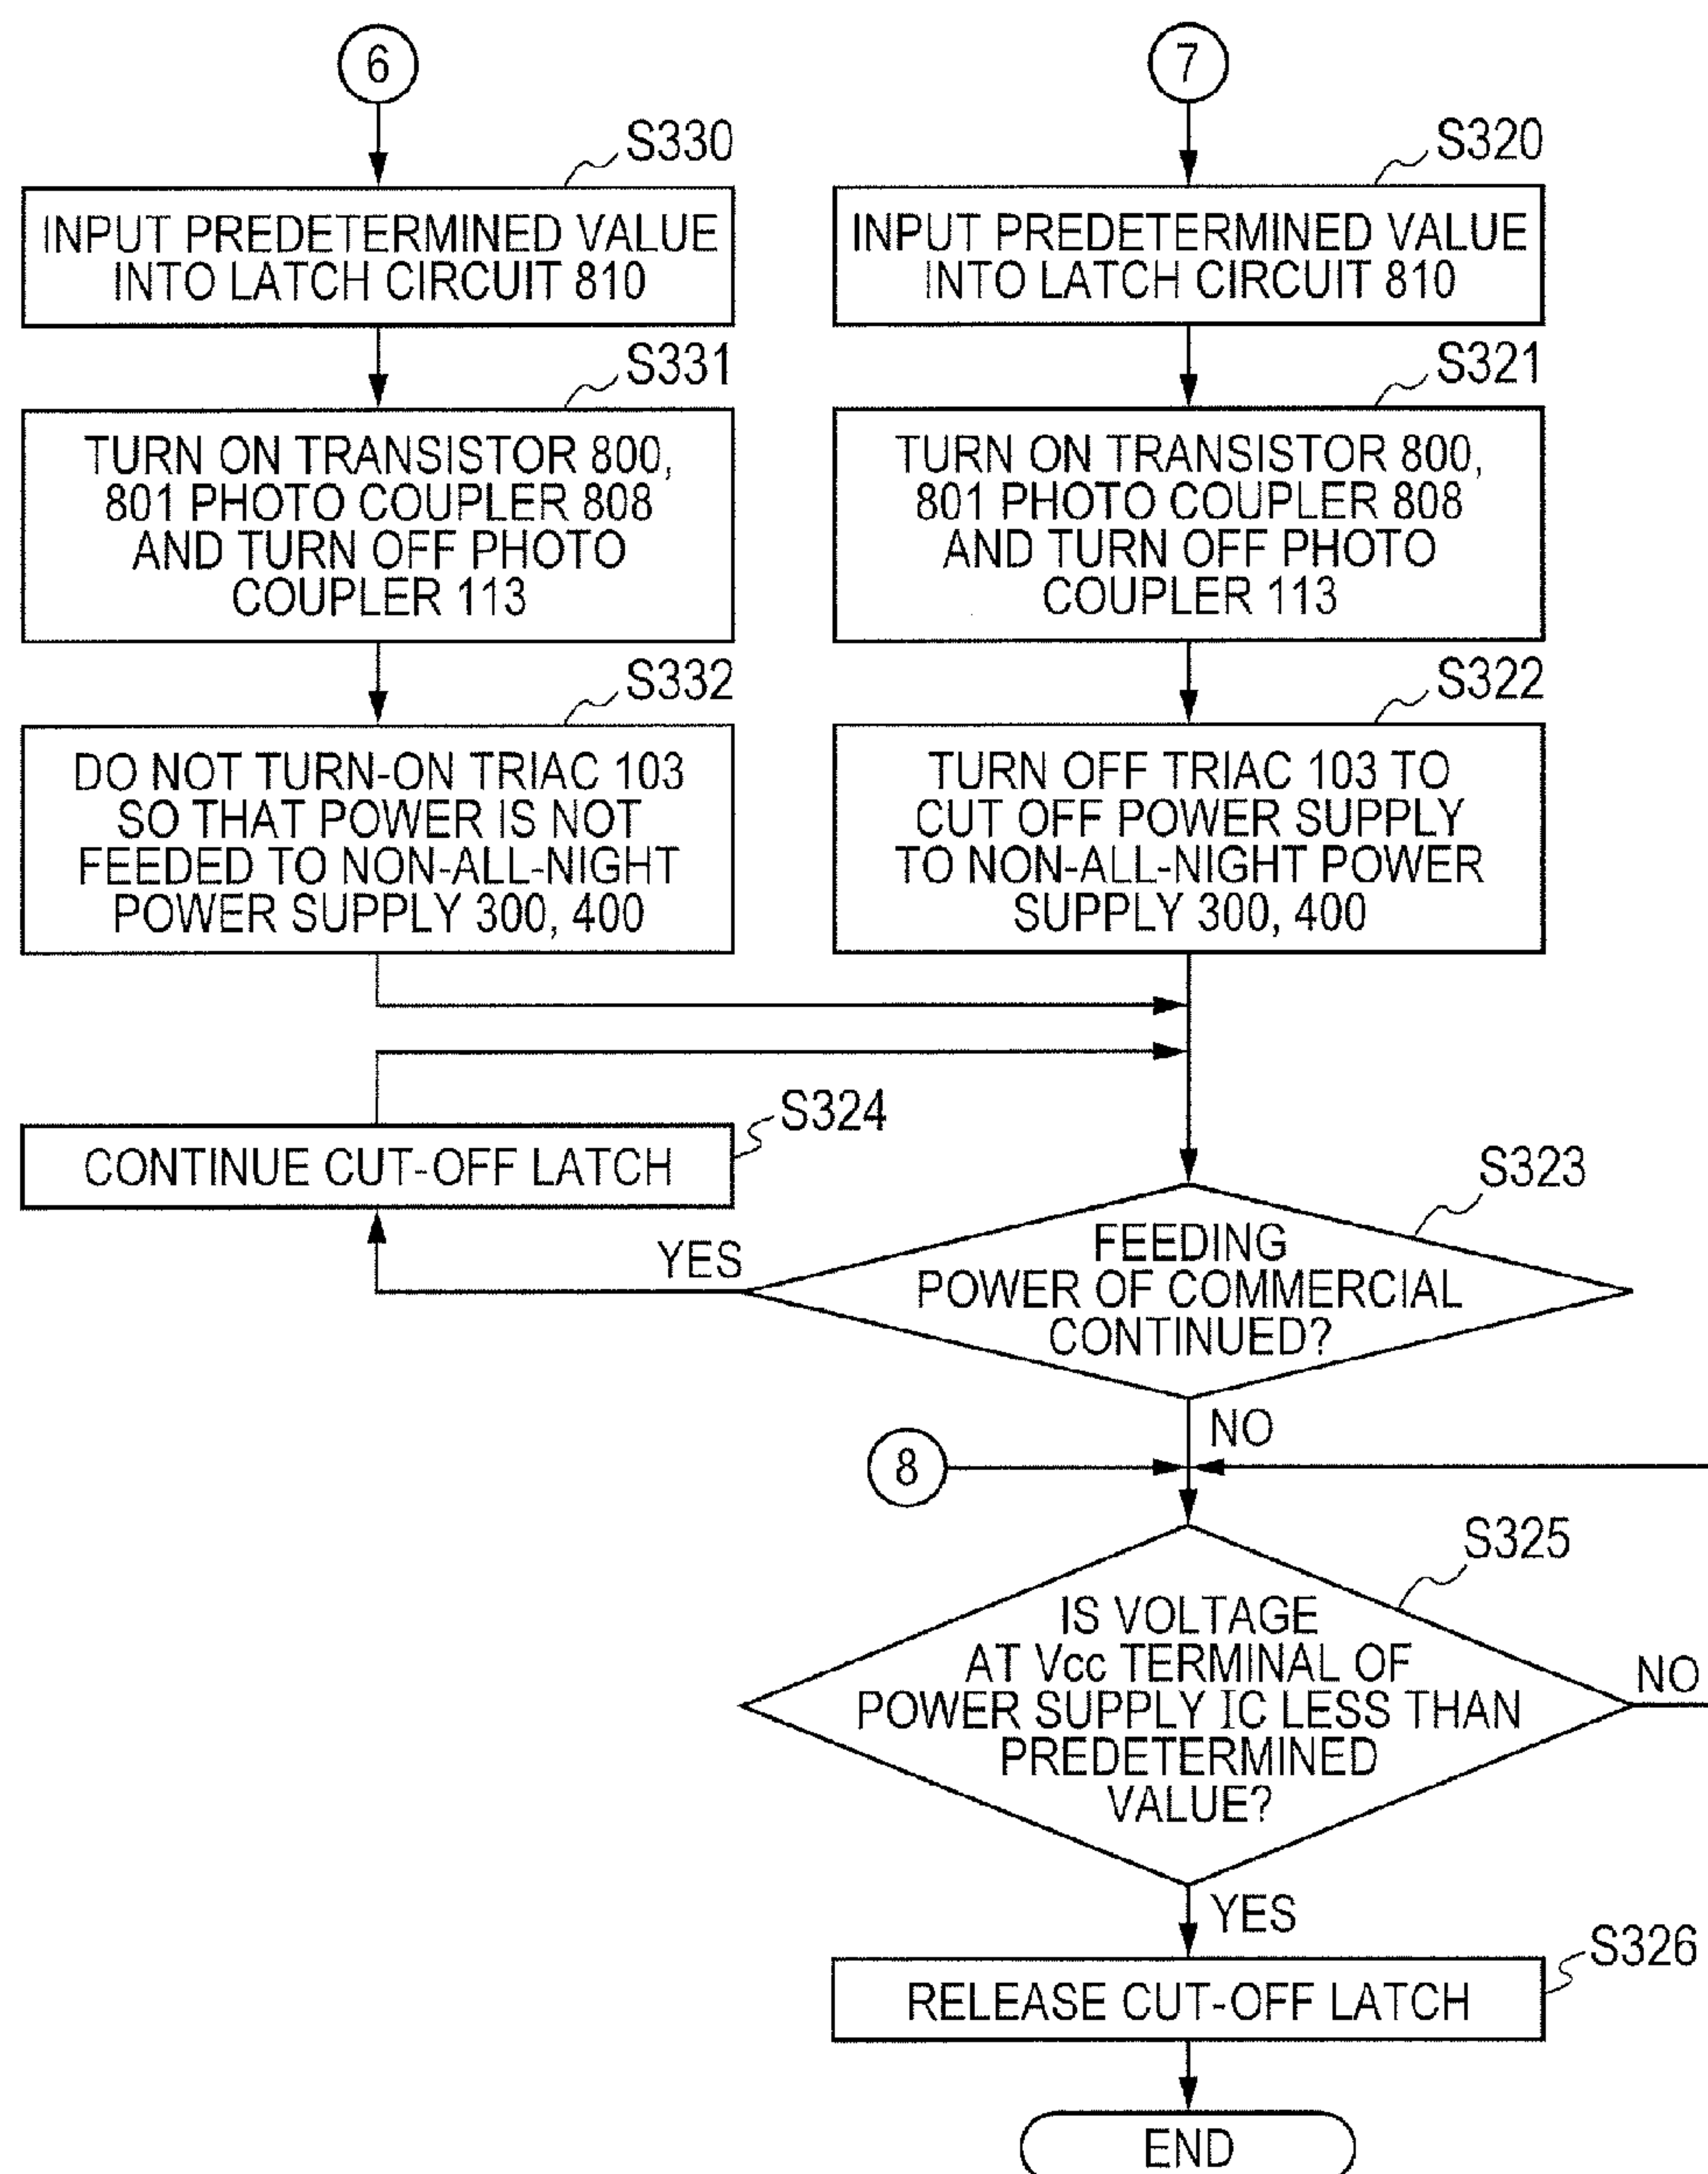 6
S330
INPUT PREDETERMINED VALUE
INTO LATCH CIRCUIT 810
S331
TURN ON TRANSISTOR 800,
801 PHOTO COUPLER 808
AND TURN OFF PHOTO
COUPLER 113
S332
DO NOT TURN-ON TRIAC 103
SO THAT POWER IS NOT
FEEDED TO NON-ALL-NIGHT
POWER SUPPLY 300, 400
7
S320
INPUT PREDETERMINED VALUE
INTO LATCH CIRCUIT 810
S321
TURN ON TRANSISTOR 800,
801 PHOTO COUPLER 808
AND TURN OFF PHOTO
COUPLER 113
S322
TURN OFF TRIAC 103 TO
CUT OFF POWER SUPPLY
TO NON-ALL-NIGHT POWER
SUPPLY 300, 400
S324
CONTINUE CUT-OFF LATCH
S323
FEEDING
POWER OF COMMERCIAL
CONTINUED?
YES
NO
8
S325
IS VOLTAGE
AT Vcc TERMINAL OF
POWER SUPPLY IC LESS THAN
PREDETERMINED
VALUE?
NO
YES
S326
RELEASE CUT-OFF LATCH
END